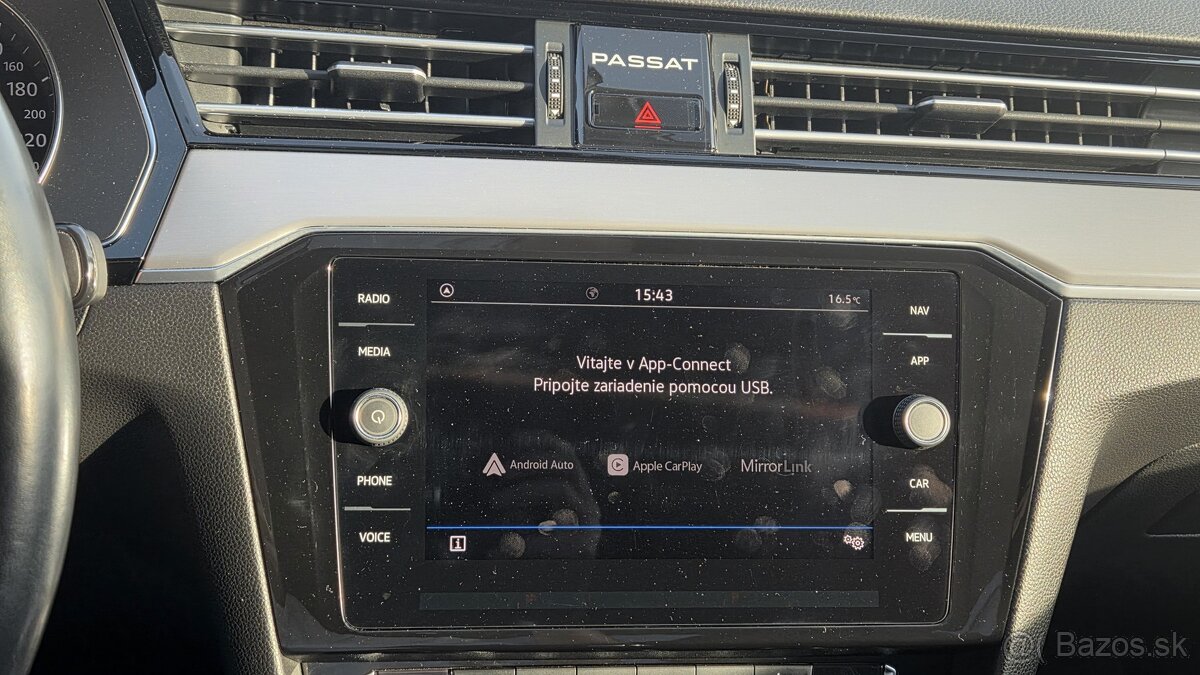 160
180
200
20
PASSAT
RADIO
MEDIA
PHONE
VOICE
15:43
16.5°C
Vitajte v App-Connect
Pripojte zariadenie pomocou USB.
Android Auto
Apple CarPlay
MirrorLink
i
NAV
APP
CAR
MENU
Bazos.sk